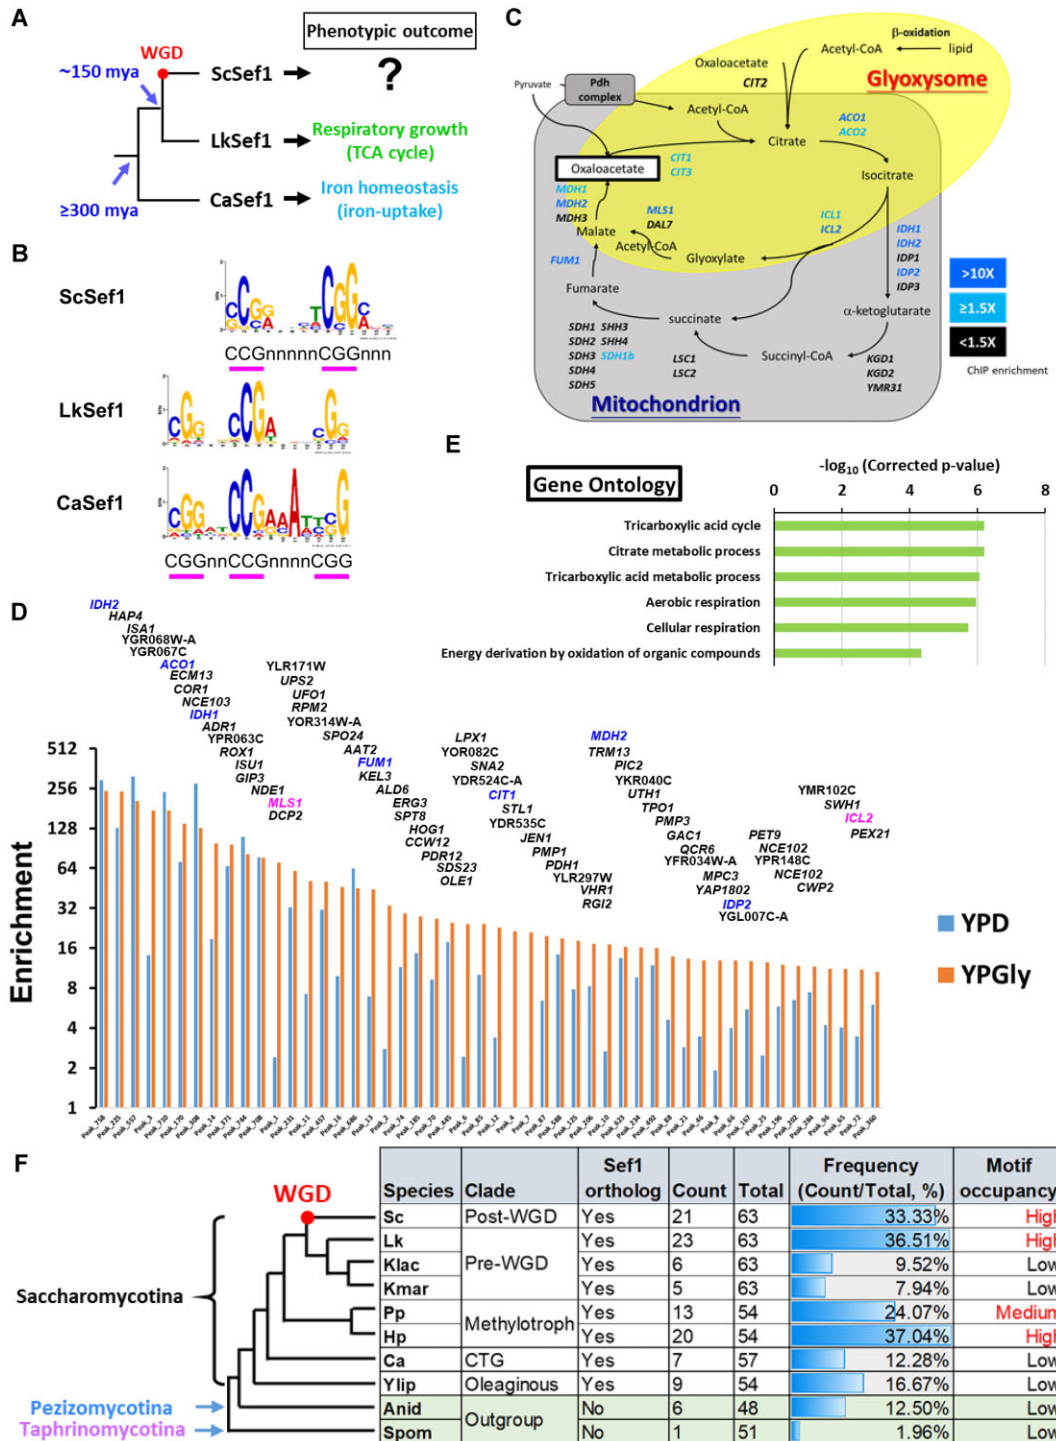 A
WGD
~150 mya
≥300 mya
Phenotypic outcome
ScSef1
?
LkSef1
Respiratory growth
(TCA cycle)
CaSef1
Iron homeostasis
(iron-uptake)
B
ScSef1
CCGnnnnnCGGnnn
LkSef1
CaSef1
CGGnnCCGnnnnCGG
C
β-oxidation
Acetyl-CoA
lipid
Oxaloacetate
CIT2
Glyoxysome
Pyruvate
Pdh
complex
Acetyl-CoA
ACO1
ACO2
Citrate
CIT1
CIT3
Oxaloacetate
Isocitrate
MDH1
MDH2
MDH3
MLS1
DAL7
ICL1
ICL2
Malate
Acetyl-CoA
Glyoxylate
IDH1
IDH2
IDP1
IDP2
IDP3
FUM1
Fumarate
>10X
≥1.5X
<1.5X
ChIP enrichment
α-ketoglutarate
succinate
SDH1 SHH3
SDH2 SHH4
SDH3 SDH1b
SDH4
SDH5
LSC1
LSC2
Succinyl-CoA
KGD1
KGD2
YMR31
Mitochondrion
E
Gene Ontology
-log10 (Corrected p-value)
0 2 4 6 8
Tricarboxylic acid cycle
Citrate metabolic process
Tricarboxylic acid metabolic process
Aerobic respiration
Cellular respiration
Energy derivation by oxidation of organic compounds
D
IDH2
HAP4
ISA1
YGR068W-A
YGR067C
ACO1
ECM13
COR1
NCE103
IDH1
ADR1
YPR063C
ROX1
ISU1
GIP3
NDE1
MLS1
DCP2
YLR171W
UPS2
UFO1
RPM2
YOR314W-A
SPO24
AAT2
FUM1
KEL3
ALD6
ERG3
SPT8
HOG1
CCW12
PDR12
SDS23
OLE1
LPX1
YOR082C
SNA2
YDR524C-A
CIT1
STL1
YDR535C
JEN1
PMP1
PDH1
YLR297W
VHR1
RGI2
MDH2
TRM13
PIC2
YKR040C
UTH1
TPO1
PMP3
GAC1
QCR6
YFR034W-A
MPC3
YAP1802
IDP2
YGL007C-A
PET9
NCE102
YPR148C
NCE102
CWP2
YMR102C
SWH1
ICL2
PEX21
Enrichment
512
256
128
64
32
16
8
4
2
1
YPD
YPGly
F
WGD
Saccharomycotina
Pezizomycotina
Taphrinomycotina
Species Clade Sef1 ortholog Count Total Frequency (Count/Total, %) Motif occupancy
Sc Post-WGD Yes 21 63 33.33% High
Lk Pre-WGD Yes 23 63 36.51% High
Klac Yes 6 63 9.52% Low
Kmar Yes 5 63 7.94% Low
Pp Methylotroph Yes 13 54 24.07% Medium
Hp Yes 20 54 37.04% High
Ca CTG Yes 7 57 12.28% Low
Ylip Oleaginous Yes 9 54 16.67% Low
Anid Outgroup No 6 48 12.50% Low
Spom No 1 51 1.96% Low